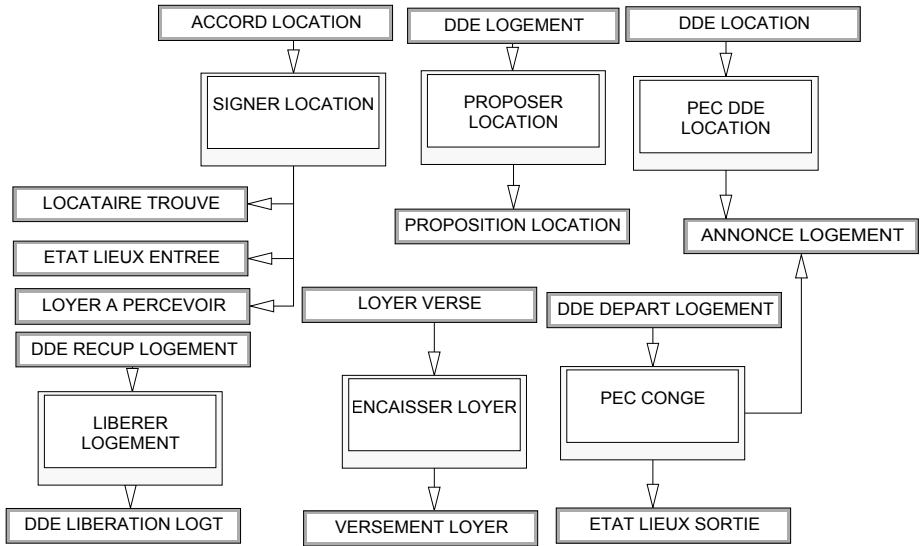 ACCORD LOCATION
DDE LOGEMENT
DDE LOCATION
SIGNER LOCATION
PROPOSER
LOCATION
PEC DDE
LOCATION
LOCATAIRE TROUVE
PROPOSITION LOCATION
ANNONCE LOGEMENT
ETAT LIEUX ENTREE
LOYER A PERCEVOIR
LOYER VERSE
DDE DEPART LOGEMENT
DDE RECUP LOGEMENT
LIBERER
LOGEMENT
ENCAISSER LOYER
PEC CONGE
DDE LIBERATION LOGT
VERSEMENT LOYER
ETAT LIEUX SORTIE